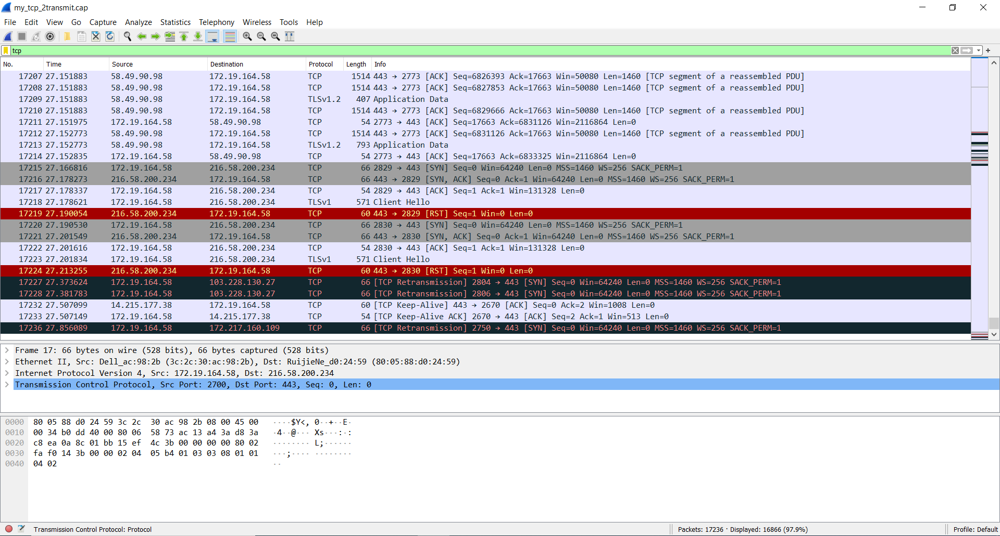 my_tcp_2transmit.cap
File Edit View Go Capture Analyze Statistics Telephony Wireless Tools Help
tcp
No. Time Source Destination Protocol Length Info
17207 27.151883 58.49.90.98 172.19.164.58 TCP 1514 443 → 2773 [ACK] Seq=6826393 Ack=17663 Win=50080 Len=1460 [TCP segment of a reassembled PDU]
17208 27.151883 58.49.90.98 172.19.164.58 TCP 1514 443 → 2773 [ACK] Seq=6827853 Ack=17663 Win=50080 Len=1460 [TCP segment of a reassembled PDU]
17209 27.151883 58.49.90.98 172.19.164.58 TLSv1.2 407 Application Data
17210 27.151883 58.49.90.98 172.19.164.58 TCP 1514 443 → 2773 [ACK] Seq=6829666 Ack=17663 Win=50080 Len=1460 [TCP segment of a reassembled PDU]
17211 27.151975 172.19.164.58 58.49.90.98 TCP 54 2773 → 443 [ACK] Seq=17663 Ack=6831126 Win=2116864 Len=0
17212 27.152773 58.49.90.98 172.19.164.58 TCP 1514 443 → 2773 [ACK] Seq=6831126 Ack=17663 Win=50080 Len=1460 [TCP segment of a reassembled PDU]
17213 27.152773 58.49.90.98 172.19.164.58 TLSv1.2 793 Application Data
17214 27.152835 172.19.164.58 58.49.90.98 TCP 54 2773 → 443 [ACK] Seq=17663 Ack=6833325 Win=2116864 Len=0
17215 27.166816 172.19.164.58 216.58.200.234 TCP 66 2829 → 443 [SYN] Seq=0 Win=64240 Len=0 MSS=1460 WS=256 SACK_PERM=1
17216 27.178273 216.58.200.234 172.19.164.58 TCP 66 443 → 2829 [SYN, ACK] Seq=0 Ack=1 Win=64240 Len=0 MSS=1460 WS=256 SACK_PERM=1
17217 27.178337 172.19.164.58 216.58.200.234 TCP 54 2829 → 443 [ACK] Seq=1 Ack=1 Win=131328 Len=0
17218 27.178621 172.19.164.58 216.58.200.234 TLSv1 571 Client Hello
17219 27.190054 216.58.200.234 172.19.164.58 TCP 60 443 → 2829 [RST] Seq=1 Win=0 Len=0
17220 27.190530 172.19.164.58 216.58.200.234 TCP 66 2830 → 443 [SYN] Seq=0 Win=64240 Len=0 MSS=1460 WS=256 SACK_PERM=1
17221 27.201549 216.58.200.234 172.19.164.58 TCP 66 443 → 2830 [SYN, ACK] Seq=0 Ack=1 Win=64240 Len=0 MSS=1460 WS=256 SACK_PERM=1
17222 27.201616 172.19.164.58 216.58.200.234 TCP 54 2830 → 443 [ACK] Seq=1 Ack=1 Win=131328 Len=0
17223 27.201834 172.19.164.58 216.58.200.234 TLSv1 571 Client Hello
17224 27.213255 216.58.200.234 172.19.164.58 TCP 60 443 → 2830 [RST] Seq=1 Win=0 Len=0
17227 27.373624 172.19.164.58 103.228.130.27 TCP 66 [TCP Retransmission] 2804 → 443 [SYN] Seq=0 Win=64240 Len=0 MSS=1460 WS=256 SACK_PERM=1
17228 27.381783 172.19.164.58 103.228.130.27 TCP 66 [TCP Retransmission] 2806 → 443 [SYN] Seq=0 Win=64240 Len=0 MSS=1460 WS=256 SACK_PERM=1
17232 27.507099 14.215.177.38 172.19.164.58 TCP 60 [TCP Keep-Alive] 443 → 2670 [ACK] Seq=0 Ack=2 Win=1008 Len=0
17233 27.507149 172.19.164.58 14.215.177.38 TCP 54 [TCP Keep-Alive ACK] 2670 → 443 [ACK] Seq=2 Ack=1 Win=513 Len=0
17236 27.856089 172.19.164.58 172.217.160.109 TCP 66 [TCP Retransmission] 2750 → 443 [SYN] Seq=0 Win=64240 Len=0 MSS=1460 WS=256 SACK_PERM=1
Frame 17: 66 bytes on wire (528 bits), 66 bytes captured (528 bits)
Ethernet II, Src: Dell_ac:98:2b (3c:2c:30:ac:98:2b), Dst: RuijieNe_d0:24:59 (80:05:88:d0:24:59)
Internet Protocol Version 4, Src: 172.19.164.58, Dst: 216.58.200.234
Transmission Control Protocol, Src Port: 2700, Dst Port: 443, Seq: 0, Len: 0
0000 80 05 88 d0 24 59 3c 2c 30 ac 98 2b 08 00 45 00 ····$Y<, 0··+··E·
0010 00 34 b0 dd 40 00 80 06 58 73 ac 13 a4 3a d8 3a ·4··@··· Xs···:·:
0020 c8 ea 0a 8c 01 bb 15 ef 4c 3b 00 00 00 00 80 02 ········ L;······
0030 fa f0 14 3b 00 00 02 04 05 b4 01 03 03 08 01 01 ···;···· ········
0040 04 02 ··
Transmission Control Protocol: Protocol
Packets: 17236 · Displayed: 16866 (97.9%)
Profile: Default